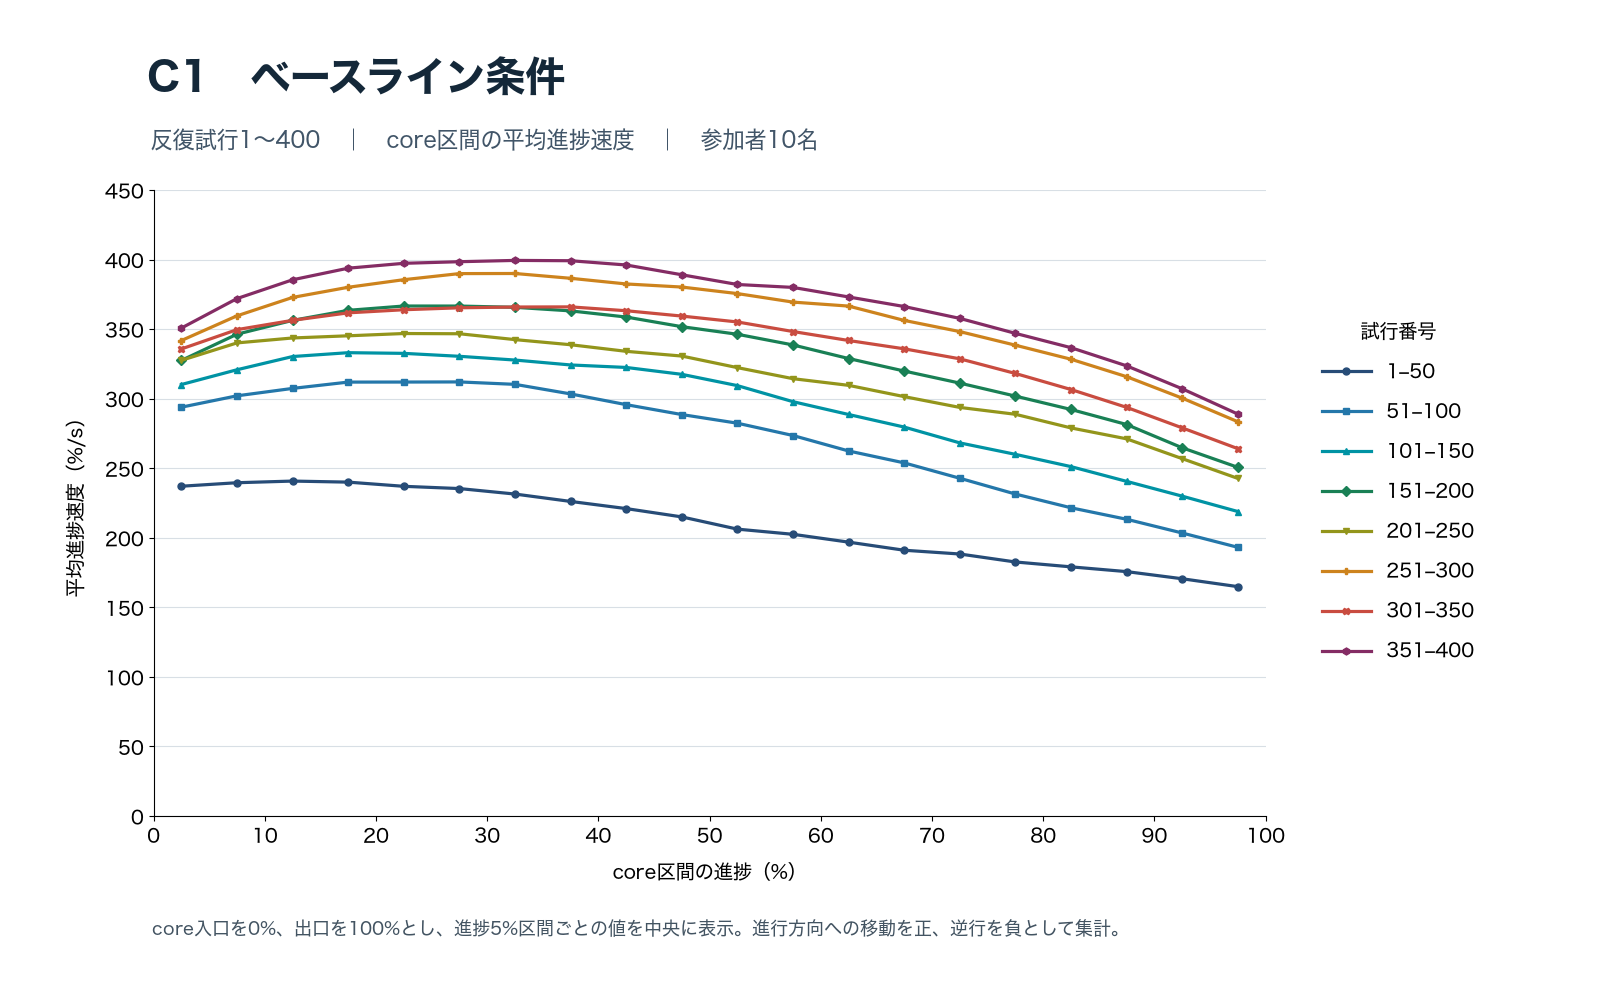 C1　ベースライン条件
反復試行1〜400　｜　core区間の平均進捗速度　｜　参加者10名
450
400
350
300
250
200
150
100
50
0
平均進捗速度（%/s）
0 10 20 30 40 50 60 70 80 90 100
core区間の進捗（%）
試行番号
1–50
51–100
101–150
151–200
201–250
251–300
301–350
351–400
core入口を0%、出口を100%とし、進捗5%区間ごとの値を中央に表示。進行方向への移動を正、逆行を負として集計。